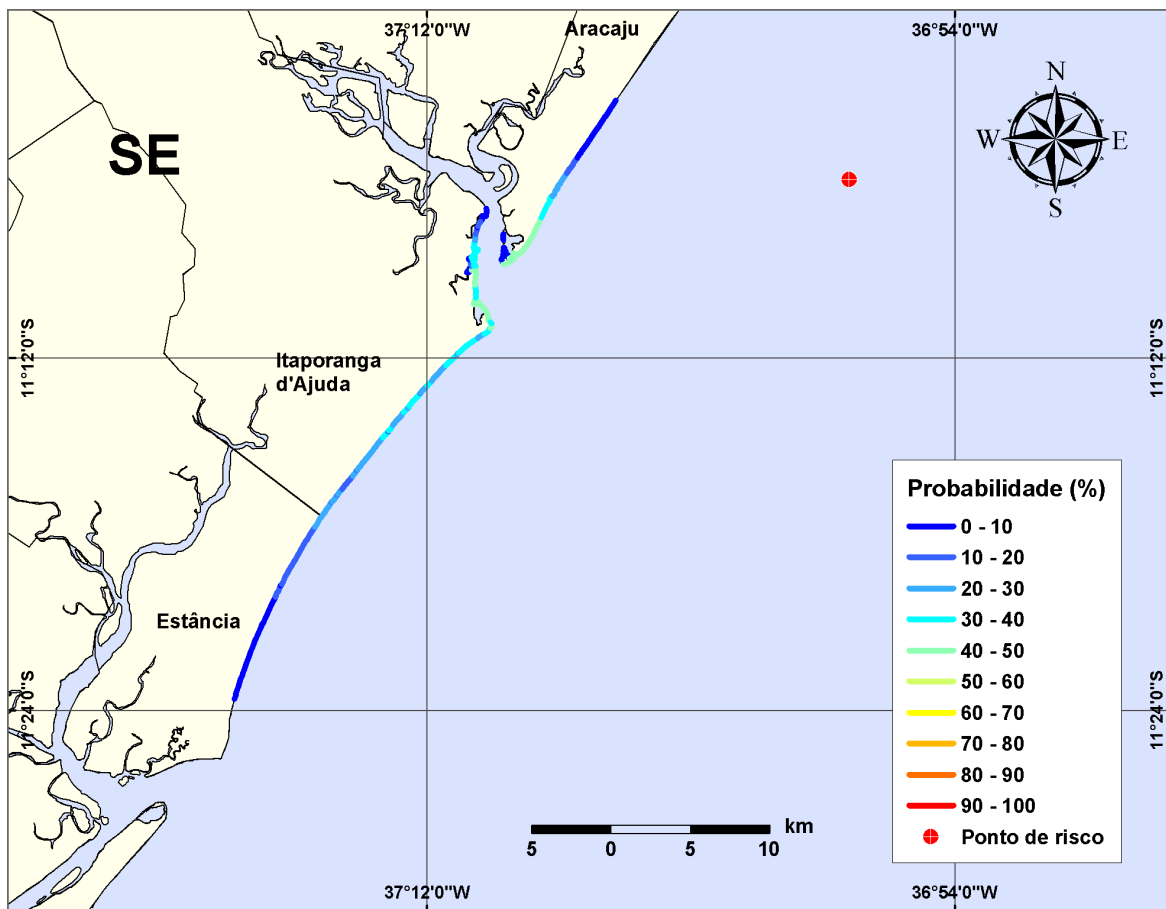 37°12'0"W
36°54'0"W
Aracaju
N
W
E
S
SE
11°12'0"S
11°12'0"S
Itaporanga
d'Ajuda
Estância
11°24'0"S
11°24'0"S
Probabilidade (%)
0 - 10
10 - 20
20 - 30
30 - 40
40 - 50
50 - 60
60 - 70
70 - 80
80 - 90
90 - 100
Ponto de risco
km
5 0 5 10
37°12'0"W
36°54'0"W